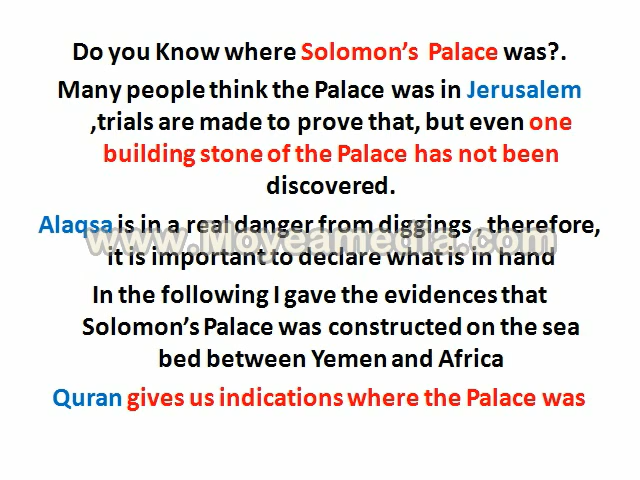 Do you Know where Solomon's Palace was?.
Many people think the Palace was in Jerusalem
,trials are made to prove that, but even one
building stone of the Palace has not been
discovered.
Alaqsa is in a real danger from diggings , therefore,
www.Moveamedia.com
it is important to declare what is in hand
In the following I gave the evidences that
Solomon's Palace was constructed on the sea
bed between Yemen and Africa
Quran gives us indications where the Palace was